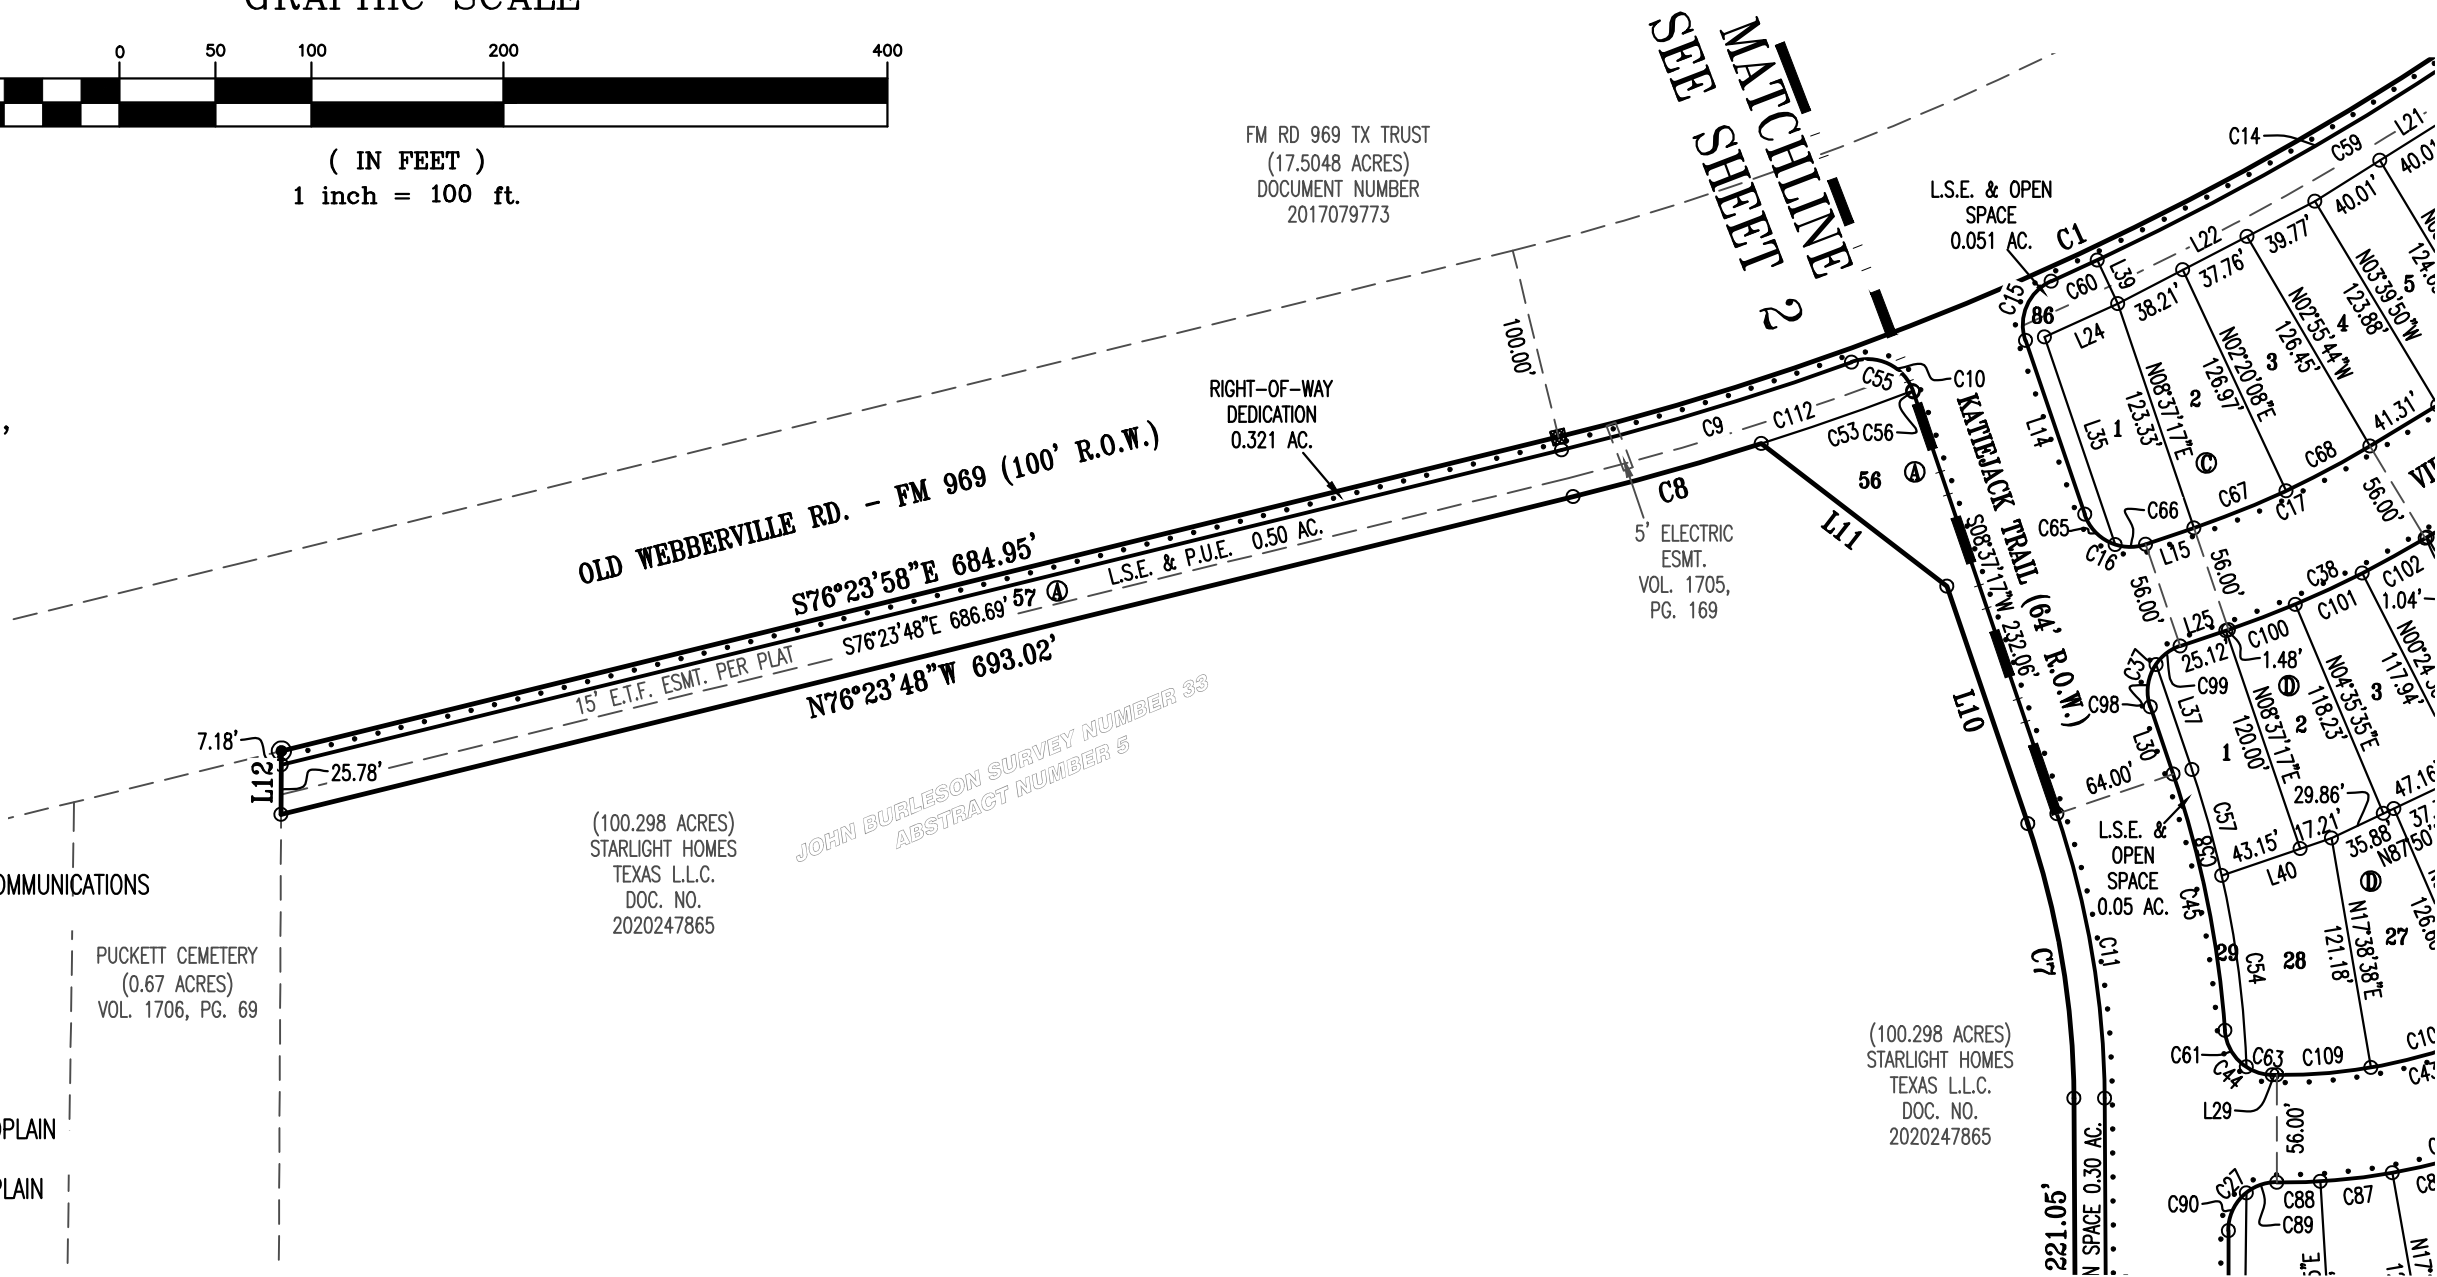 GRAPHIC SCALE
0 50 100 200 400
( IN FEET )
1 inch = 100 ft.
MATCHLINE
SEE SHEET 2
FM RD 969 TX TRUST
(17.5048 ACRES)
DOCUMENT NUMBER
2017079773
100.00'
OLD WEBBERVILLE RD. - FM 969 (100' R.O.W.)
RIGHT-OF-WAY
DEDICATION
0.321 AC.
S76°23'58"E 684.95'
L.S.E. & P.U.E. 0.50 AC.
57 A
S76°23'48"E 686.69'
15' E.T.F. ESMT. PER PLAT
N76°23'48"W 693.02'
JOHN BURLESON SURVEY NUMBER 33
ABSTRACT NUMBER 5
7.18'
L12
25.78'
(100.298 ACRES)
STARLIGHT HOMES
TEXAS L.L.C.
DOC. NO.
2020247865
OMMUNICATIONS
PUCKETT CEMETERY
(0.67 ACRES)
VOL. 1706, PG. 69
PLAIN
LAIN
5' ELECTRIC
ESMT.
VOL. 1705,
PG. 169
C9
C112
C8
C55
C10
C53
C56
56 A
L11
L10
KATIEJACK TRAIL (64' R.O.W.)
S08°37'17"W 232.06'
64.00'
C7
C11
(100.298 ACRES)
STARLIGHT HOMES
TEXAS L.L.C.
DOC. NO.
2020247865
221.05'
N SPACE 0.30 AC.
L.S.E. & OPEN
SPACE
0.051 AC.
C14
C59
L21
C1
C60
C15
86
L39
L22
L24
38.21'
37.76'
39.77'
40.01'
40.01
L14
L35
1
N08°37'17"E
123.33'
2
N02°20'08"E
126.97'
3
N02°55'44"W
126.45'
4
N03°39'50"W
123.88'
5
C
C65
C16
C66
L15
C67
C17
C68
41.31'
56.00'
56.00'
56.00'
VI
L25
25.12'
C100
C38
C101
C102
1.04'
1.48'
C37
C98
C99
L37
L30
D
1
N08°37'17"E
120.00'
2
N04°35'35"E
118.23'
3
117.94'
L.S.E. &
OPEN
SPACE
0.05 AC.
C57
C58
C45
43.15'
L40
17.21'
29.86'
35.88'
47.16'
N87°50'
D
29
C54
28
N17°38'38"E
121.18'
27
C61
C44
C63
C109
L29
56.00'
C27
C90
C88
C87
C89
N17°